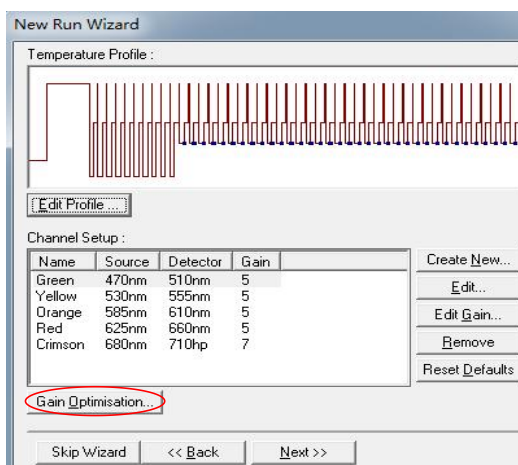 New Run Wizard
Temperature Profile :
Edit Profile ...
Channel Setup :
Name Source Detector Gain
Green 470nm 510nm 5
Yellow 530nm 555nm 5
Orange 585nm 610nm 5
Red 625nm 660nm 5
Crimson 680nm 710hp 7
Create New...
Edit...
Edit Gain...
Remove
Reset Defaults
Gain Optimisation...
Skip Wizard << Back Next >>